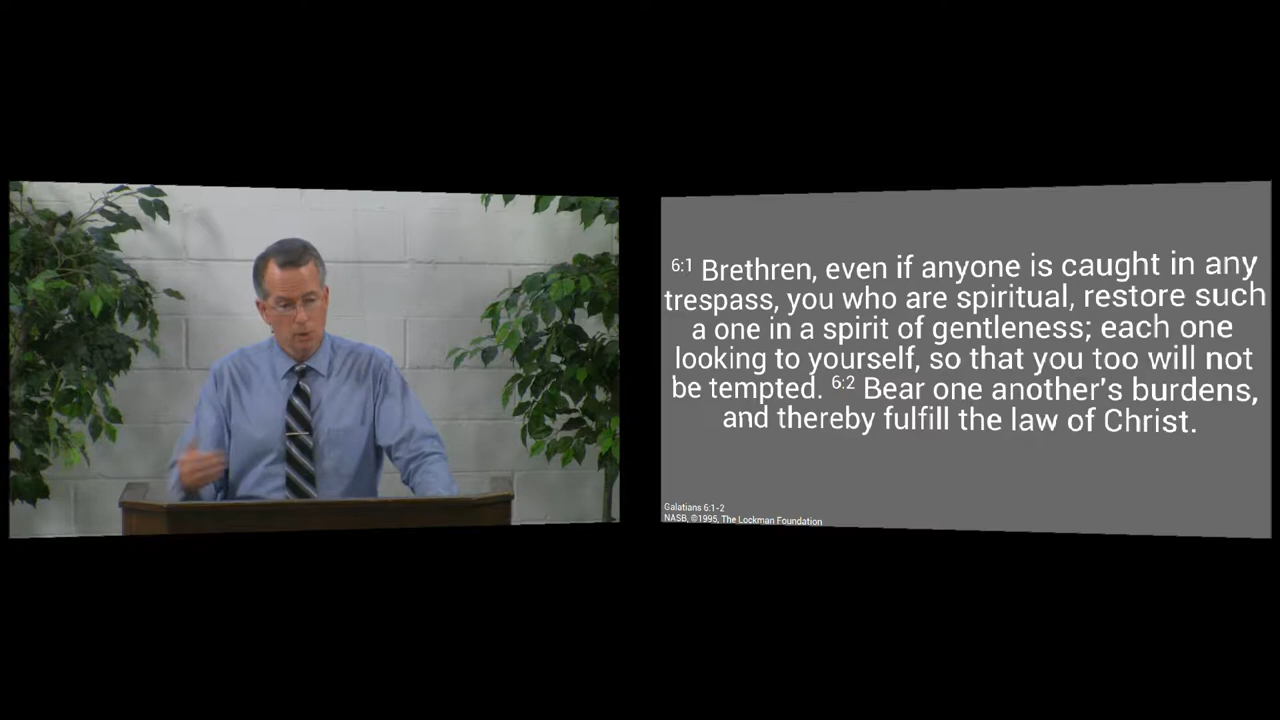 6:1 Brethren, even if anyone is caught in any
trespass, you who are spiritual, restore such
a one in a spirit of gentleness; each one
looking to yourself, so that you too will not
be tempted. 6:2 Bear one another's burdens,
and thereby fulfill the law of Christ.
Galatians 6:1-2
NASB, ©1995, The Lockman Foundation